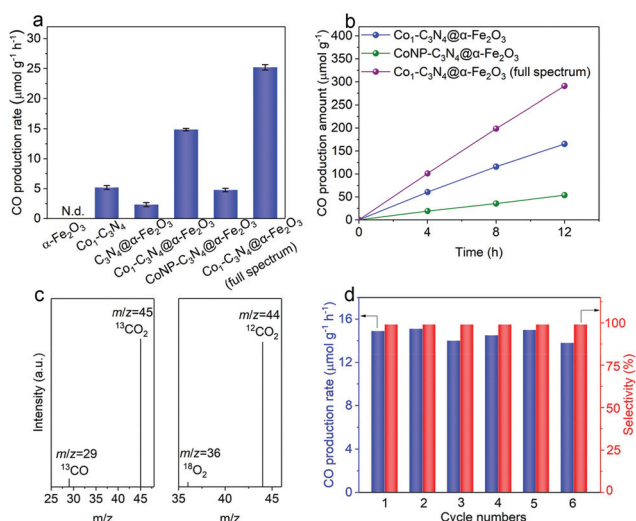 a
CO production rate (μmol g⁻¹ h⁻¹)
30
25
20
15
10
5
0
N.d.
α-Fe₂O₃
Co₁-C₃N₄
C₃N₄@α-Fe₂O₃
Co₁-C₃N₄@α-Fe₂O₃
CoNP-C₃N₄@α-Fe₂O₃
Co₁-C₃N₄@α-Fe₂O₃
(full spectrum)
b
CO production amount (μmol g⁻¹)
400
350
300
250
200
150
100
50
0
Co₁-C₃N₄@α-Fe₂O₃
CoNP-C₃N₄@α-Fe₂O₃
Co₁-C₃N₄@α-Fe₂O₃ (full spectrum)
0 4 8 12
Time (h)
c
Intensity (a.u.)
m/z=45
¹³CO₂
m/z=29
¹³CO
25 30 35 40 45
m/z
m/z=44
¹²CO₂
m/z=36
¹⁸O₂
35 40 45
m/z
d
CO production rate (μmol g⁻¹ h⁻¹)
16
12
8
4
0
1 2 3 4 5 6
Cycle numbers
100
75
50
25
0
Selectivity (%)